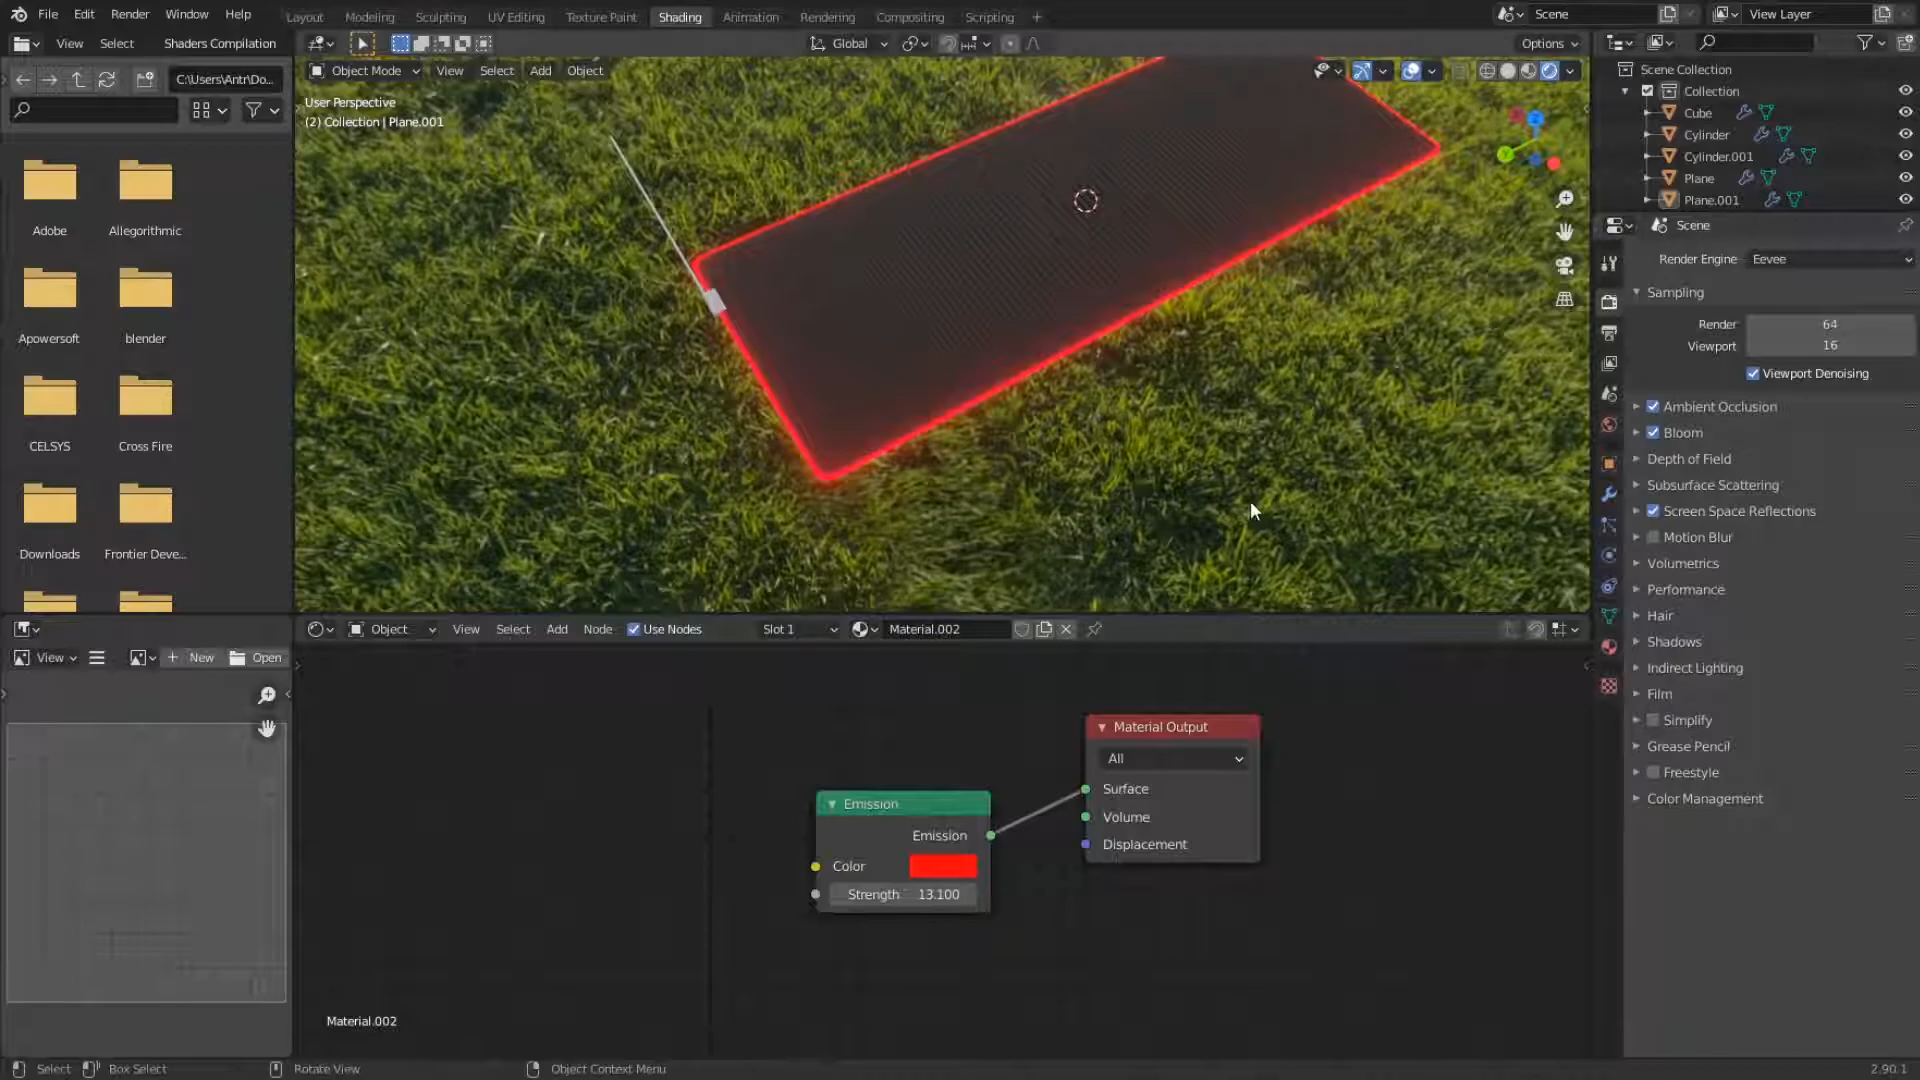 File Edit Render Window Help
Layout Modeling Sculpting UV Editing Texture Paint Shading Animation Rendering Compositing Scripting +
Scene
View Layer
View Select Shaders Compilation
Global
Options
C:\Users\Antr\Do...
Adobe
Allegorithmic
Apowersoft
blender
CELSYS
Cross Fire
Downloads
Frontier Deve...
Object Mode View Select Add Object
User Perspective
(2) Collection | Plane.001
Z
Y
Scene Collection
Collection
Cube
Cylinder
Cylinder.001
Plane
Plane.001
Scene
Render Engine Eevee
Sampling
Render 64
Viewport 16
Viewport Denoising
Ambient Occlusion
Bloom
Depth of Field
Subsurface Scattering
Screen Space Reflections
Motion Blur
Volumetrics
Performance
Hair
Shadows
Indirect Lighting
Film
Simplify
Grease Pencil
Freestyle
Color Management
View + New Open
Object View Select Add Node Use Nodes Slot 1 Material.002
Material Output
All
Surface
Volume
Displacement
Emission
Emission
Color
Strength 13.100
Material.002
Select Box Select Rotate View Object Context Menu 2.90.1